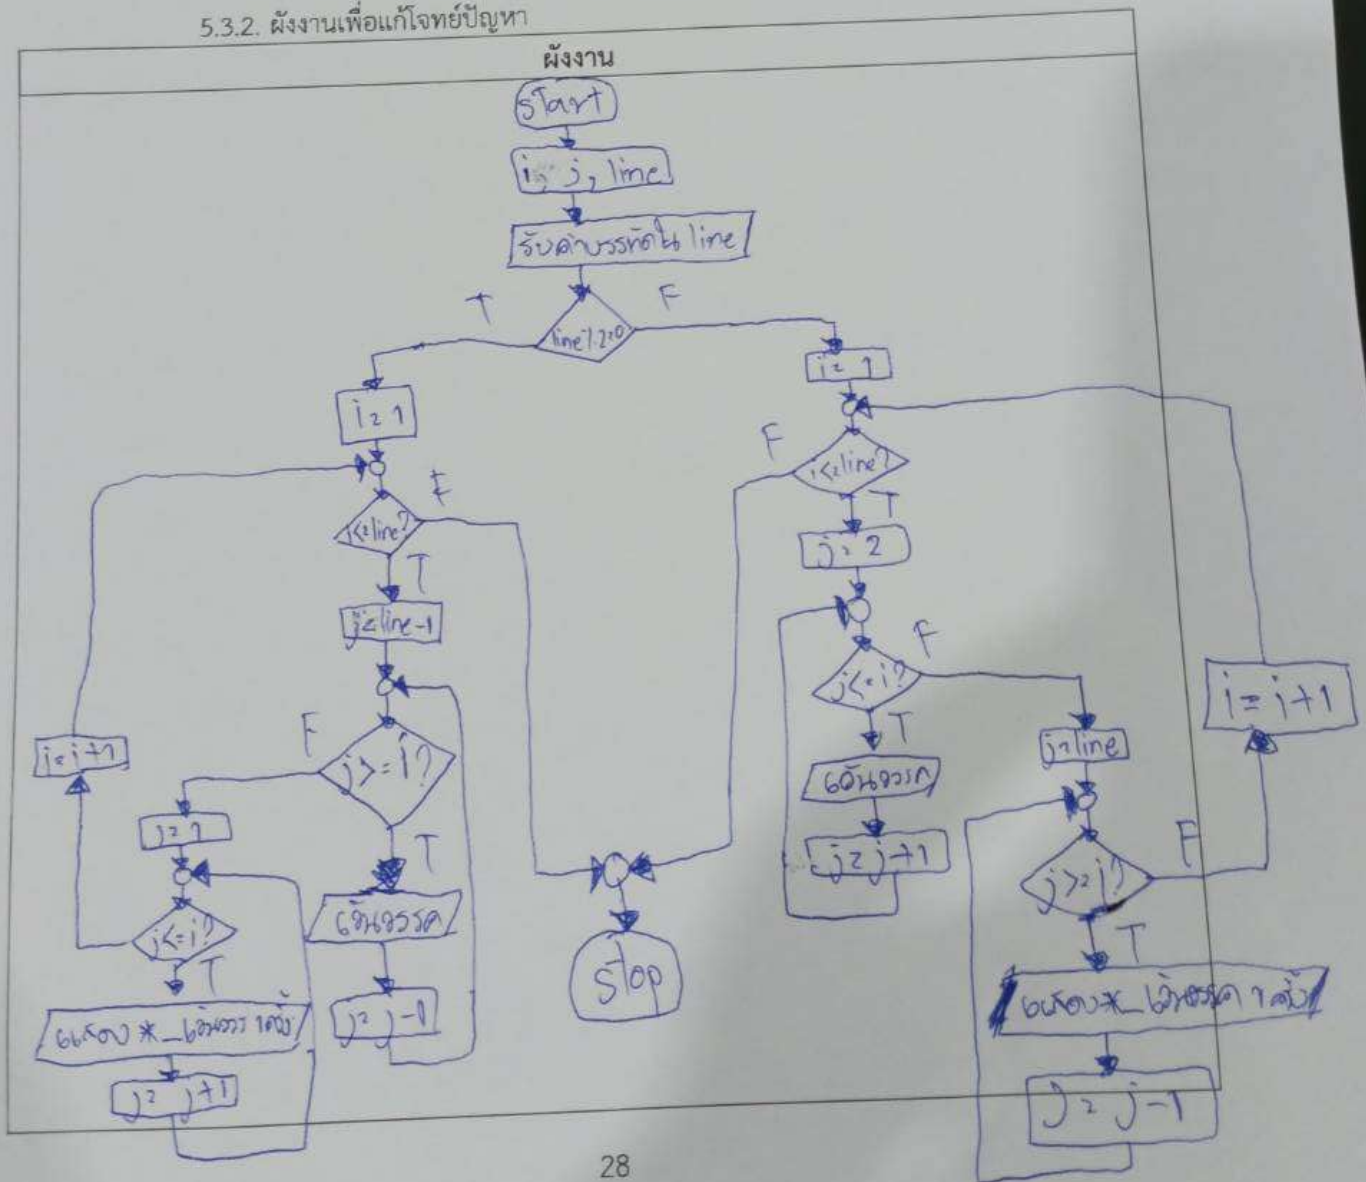 5.3.2. ผังงานเพื่อแก้โจทย์ปัญหา
ผังงาน
start
i, j, line
รับค่าบรรทัดใน line
T
F
line%2=0
i=1
i=1
i<=line?
F
T
j=2
i<=line?
F
T
j=line-1
j<=i?
F
T
j=line
i=i+1
i=i+1
j>=i?
F
T
เว้นวรรค
j=j+1
j=1
j>=i?
F
T
j<=i?
T
เว้นวรรค
j=j-1
stop
แสดง *_เว้นวรร 1ครั้ง
j=j+1
แสดง *_เว้นวรรค 1 ครั้ง
j=j-1
28